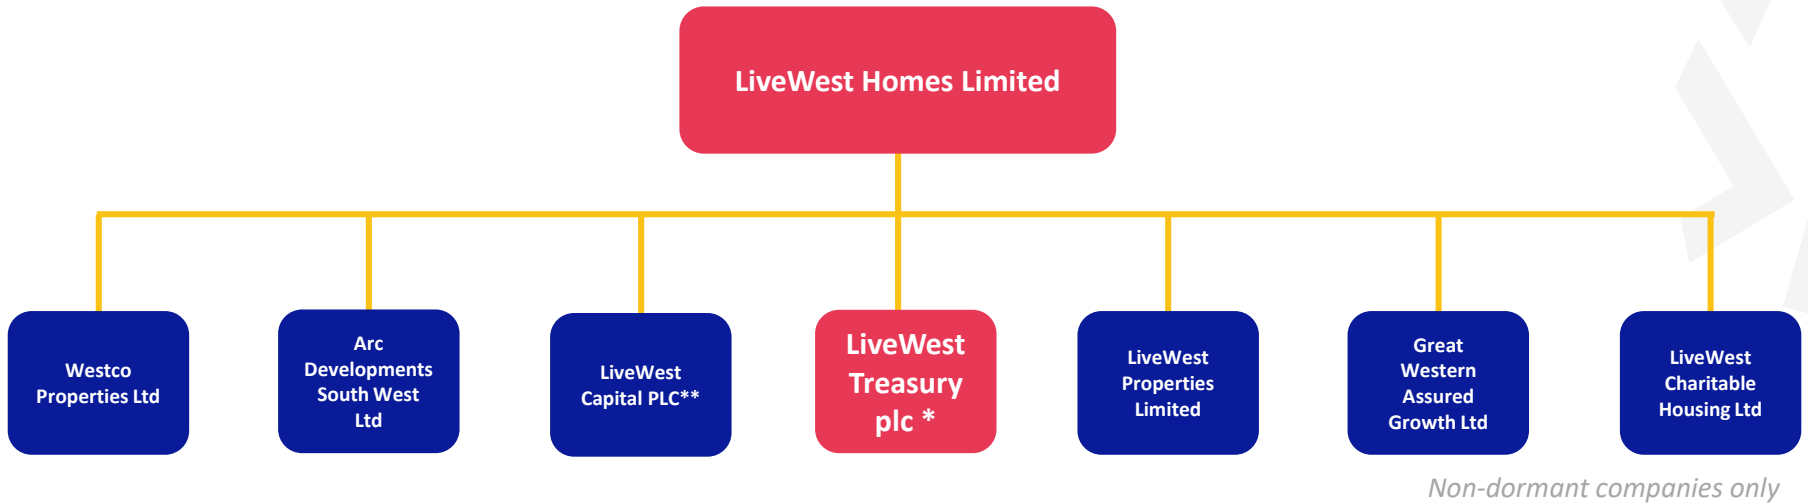 LiveWest Homes Limited
Westco
Properties Ltd
Arc
Developments
South West
Ltd
LiveWest
Capital PLC**
LiveWest
Treasury
plc *
LiveWest
Properties
Limited
Great
Western
Assured
Growth Ltd
LiveWest
Charitable
Housing Ltd
Non-dormant companies only